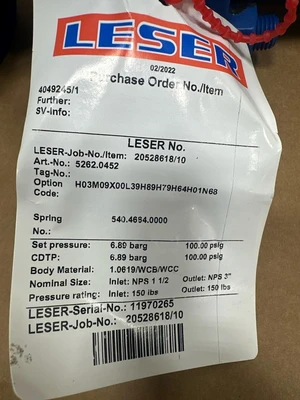 LESER
02/2022
Purchase Order No./Item
4049245/1
Further:
SV-info:
LESER No.
LESER-Job-No./Item: 20528618/10
Art.-No.: 5262.0452
Tag-No.:
Option H03M09X00L39H89H79H64H01N68
Code:
Spring 540.4664.0000
No.:
Set pressure: 6.89 barg 100.00 psig
CDTP: 6.89 barg 100.00 psig
Body Material: 1.0619/WCB/WCC
Nominal Size: Inlet: NPS 1 1/2 Outlet: NPS 3"
Pressure rating: Inlet: 150 lbs Outlet: 150 lbs
LESER-Serial-No.: 11970265
LESER-Job-No.: 20528618/10